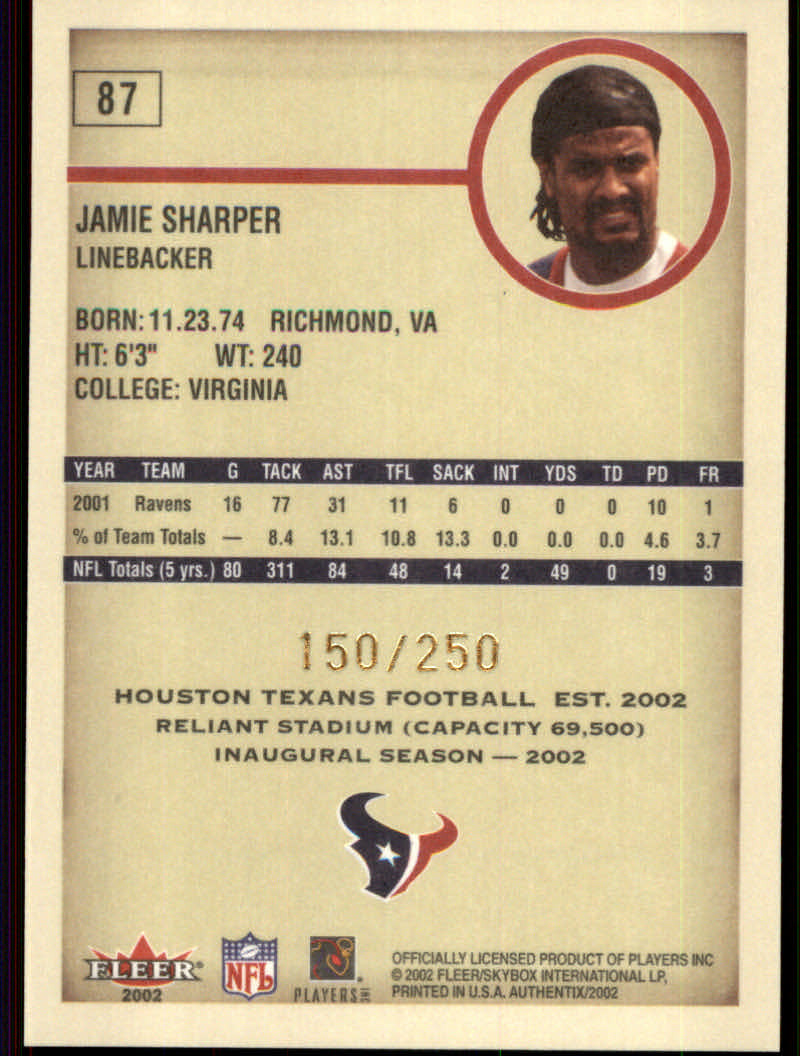 87
JAMIE SHARPER
LINEBACKER
BORN: 11.23.74 RICHMOND, VA
HT: 6'3" WT: 240
COLLEGE: VIRGINIA
YEAR TEAM G TACK AST TFL SACK INT YDS TD PD FR
2001 Ravens 16 77 31 11 6 0 0 0 10 1
% of Team Totals — 8.4 13.1 10.8 13.3 0.0 0.0 0.0 4.6 3.7
NFL Totals (5 yrs.) 80 311 84 48 14 2 49 0 19 3
150/250
HOUSTON TEXANS FOOTBALL EST. 2002
RELIANT STADIUM (CAPACITY 69,500)
INAUGURAL SEASON — 2002
FLEER®
2002
NFL
PLAYERS INC
OFFICIALLY LICENSED PRODUCT OF PLAYERS INC
© 2002 FLEER/SKYBOX INTERNATIONAL LP,
PRINTED IN U.S.A. AUTHENTIX/2002